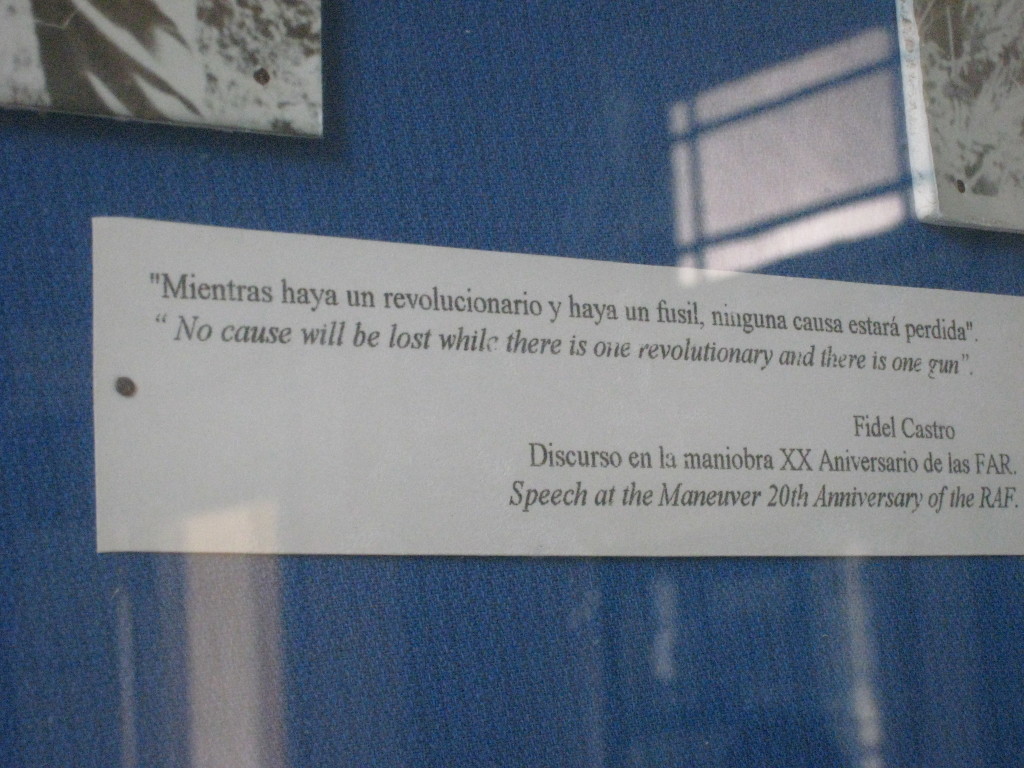 "Mientras haya un revolucionario y haya un fusil, ninguna causa estará perdida".
“ No cause will be lost while there is one revolutionary and there is one gun”.
Fidel Castro
Discurso en la maniobra XX Aniversario de las FAR.
Speech at the Maneuver 20th Anniversary of the RAF.